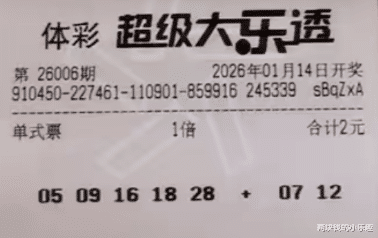 体彩 超级大乐透
第 26006期 2026年01月14日开奖
910450-227461-110901-859916 245339 sBqZxA
单式票 1倍 合计2元
05 09 16 18 28 + 07 12